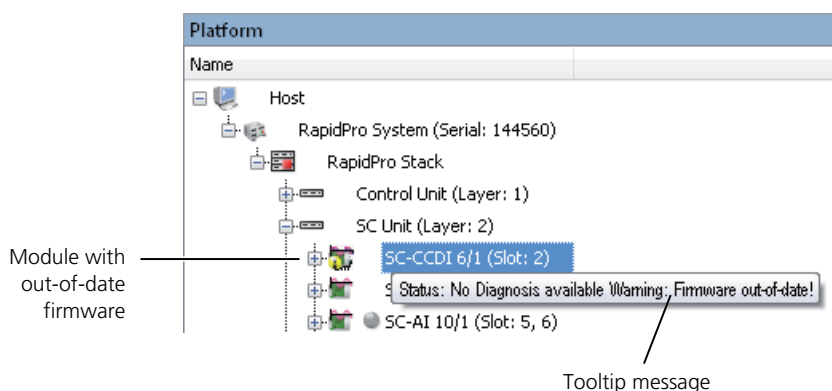 Platform
Name
Host
RapidPro System (Serial: 144560)
RapidPro Stack
Control Unit (Layer: 1)
SC Unit (Layer: 2)
Module with
out-of-date
firmware
SC-CCDI 6/1 (Slot: 2)
Status: No Diagnosis available Warning: Firmware out-of-date!
SC-AI 10/1 (Slot: 5, 6)
Tooltip message